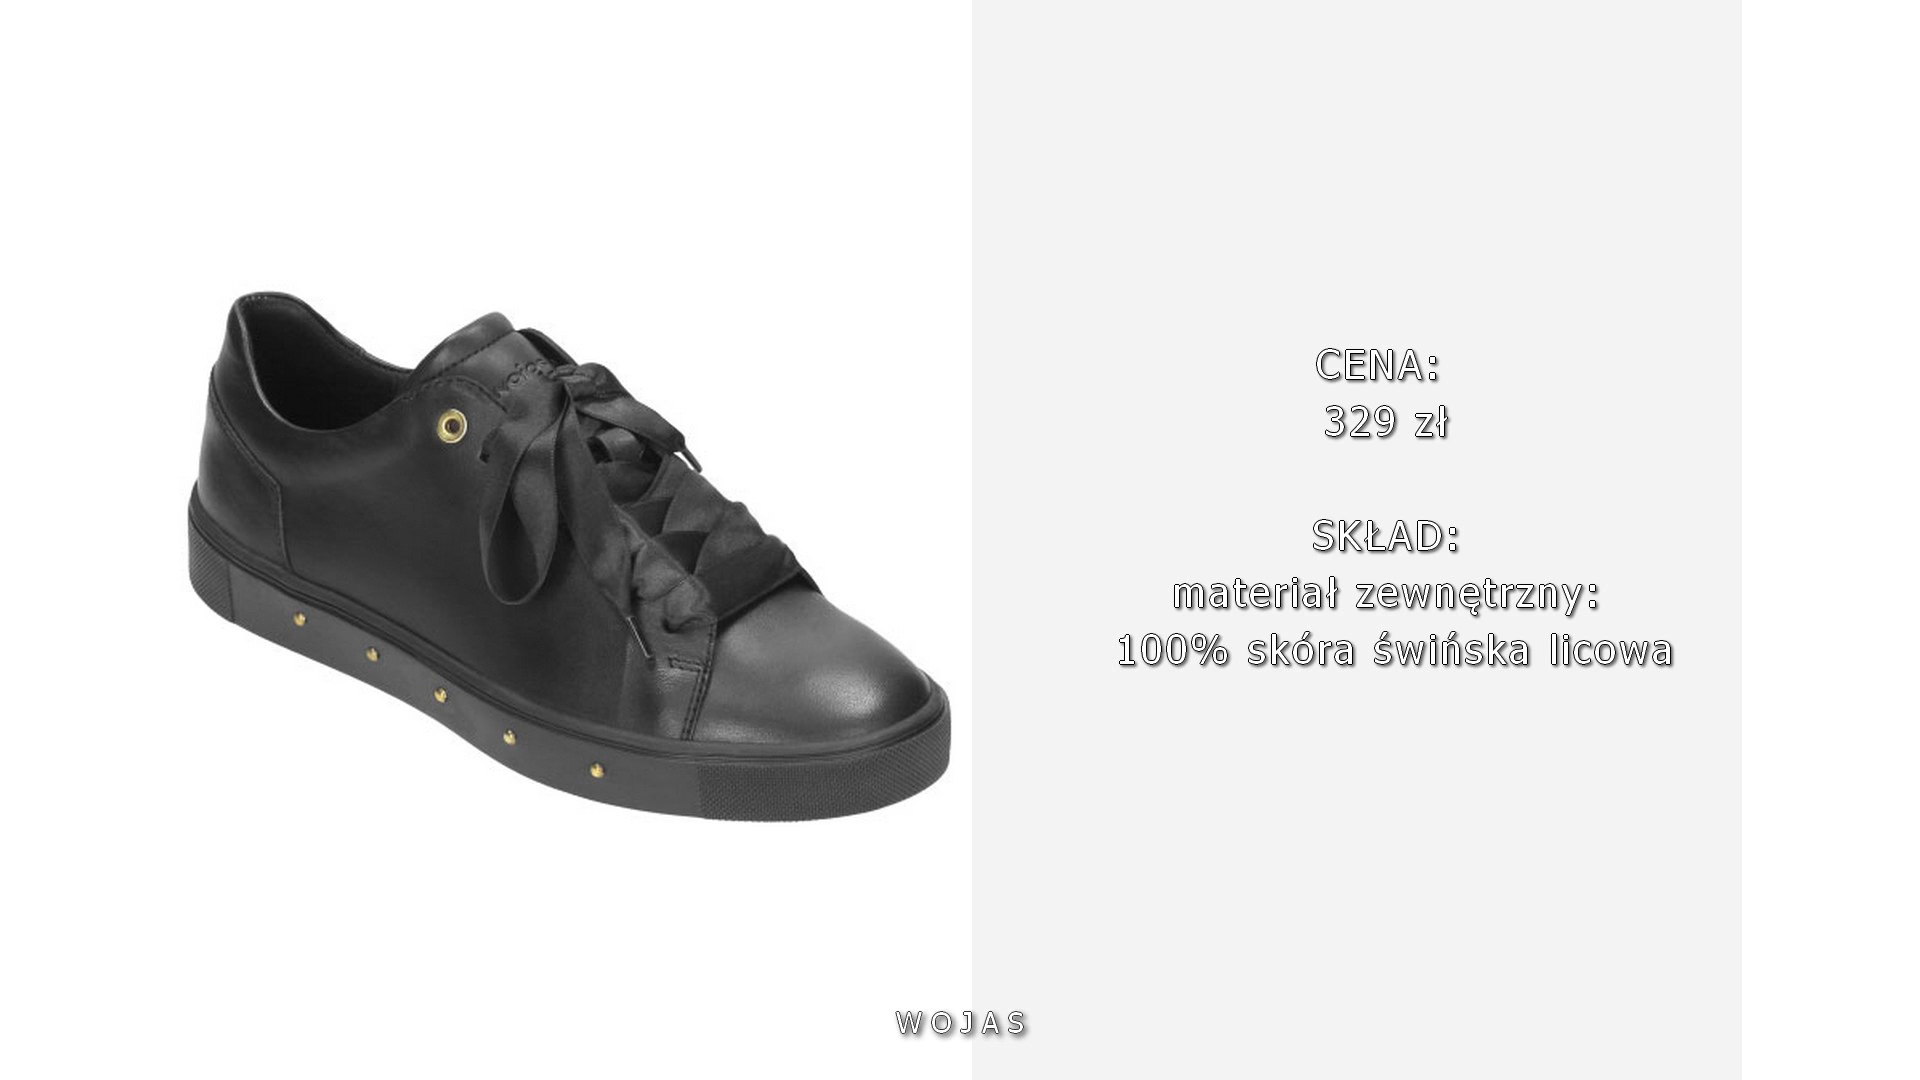 CENA:
329 zł
SKŁAD:
materiał zewnętrzny:
100% skóra świńska licowa
WOJAS